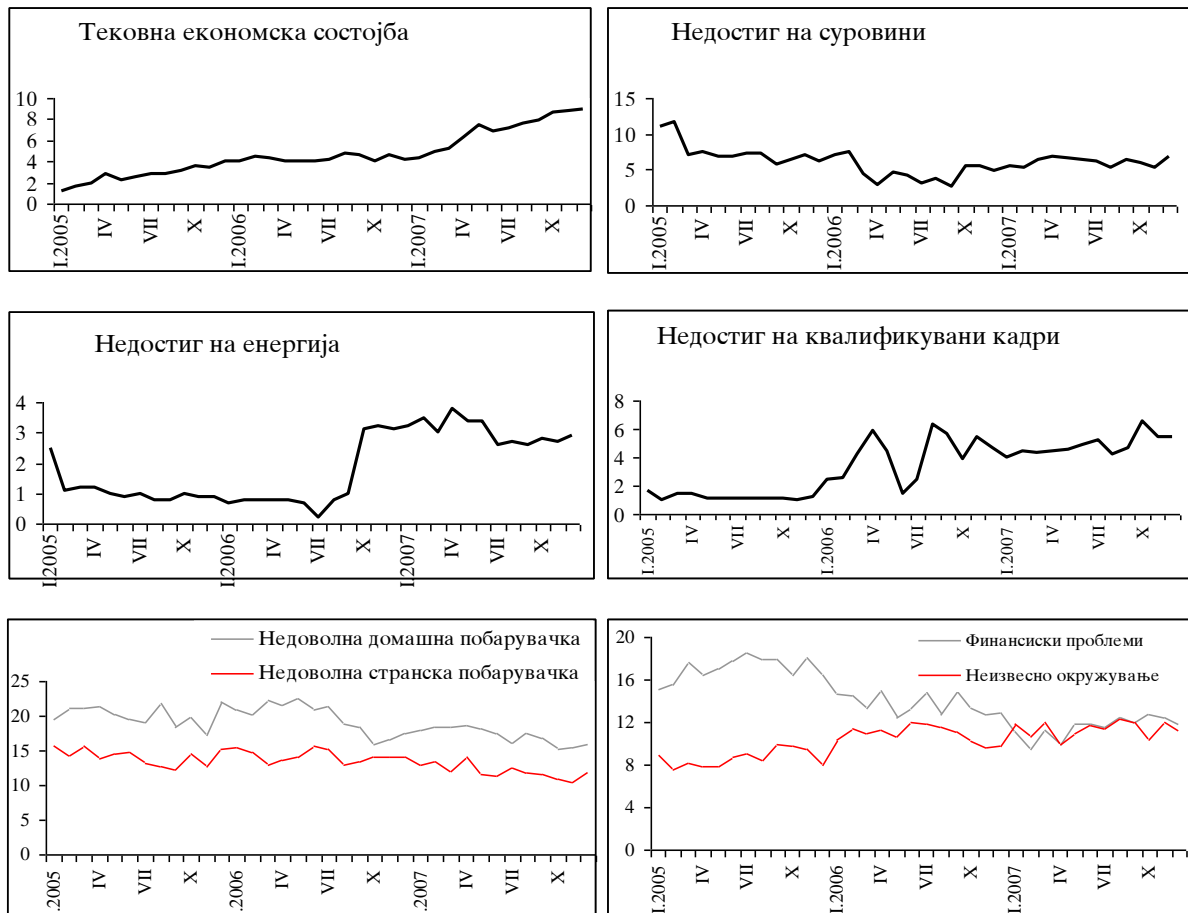 Тековна економска состојба
10
8
6
4
2
0
I.2005
IV
VII
X
I.2006
IV
VII
X
I.2007
IV
VII
X
Недостиг на суровини
15
10
5
0
I.2005
IV
VII
X
I.2006
IV
VII
X
I.2007
IV
VII
X
Недостиг на енергија
4
3
2
1
0
I2005
IV
VII
X
I2006
IV
VII
X
I2007
IV
VII
X
Недостиг на квалификувани кадри
8
6
4
2
0
I.2005
IV
VII
X
I.2006
IV
VII
X
I.2007
IV
VII
X
Недоволна домашна побарувачка
Недоволна странска побарувачка
25
20
15
10
5
0
.2005
IV
VII
X
.2006
IV
VII
X
.2007
IV
VII
X
Финансиски проблеми
Неизвесно окружување
20
16
12
8
4
0
I.2005
IV
VII
X
I.2006
IV
VII
X
I.2007
IV
VII
X